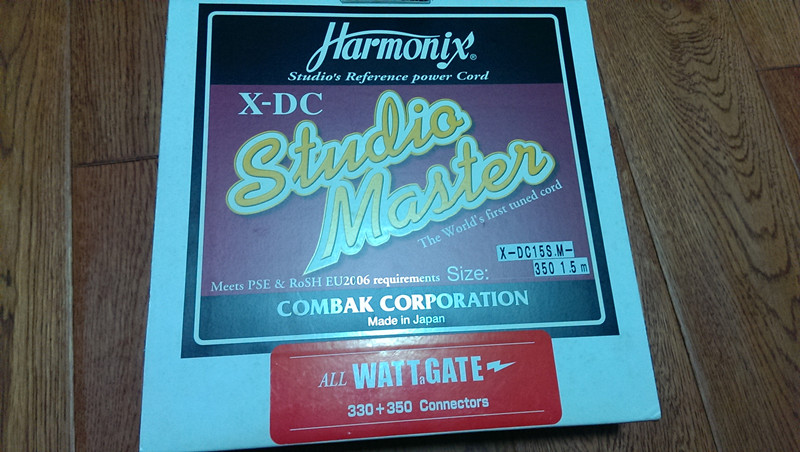 Harmonix®
Studio's Reference power Cord
X-DC
Studio
Master
The World's first tuned cord
X-DC15S.M-
350 1.5m
Meets PSE & RoSH EU2006 requirements Size:
COMBAK CORPORATION
Made in Japan
ALL WATTaGATE
330+350 Connectors